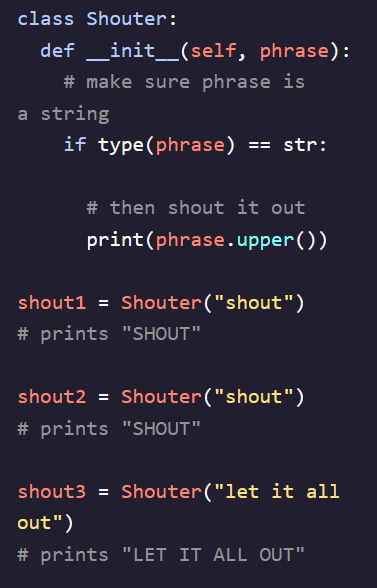 class Shouter:
  def __init__(self, phrase):
    # make sure phrase is
a string
    if type(phrase) == str:

      # then shout it out
      print(phrase.upper())

shout1 = Shouter("shout")
# prints "SHOUT"

shout2 = Shouter("shout")
# prints "SHOUT"

shout3 = Shouter("let it all
out")
# prints "LET IT ALL OUT"